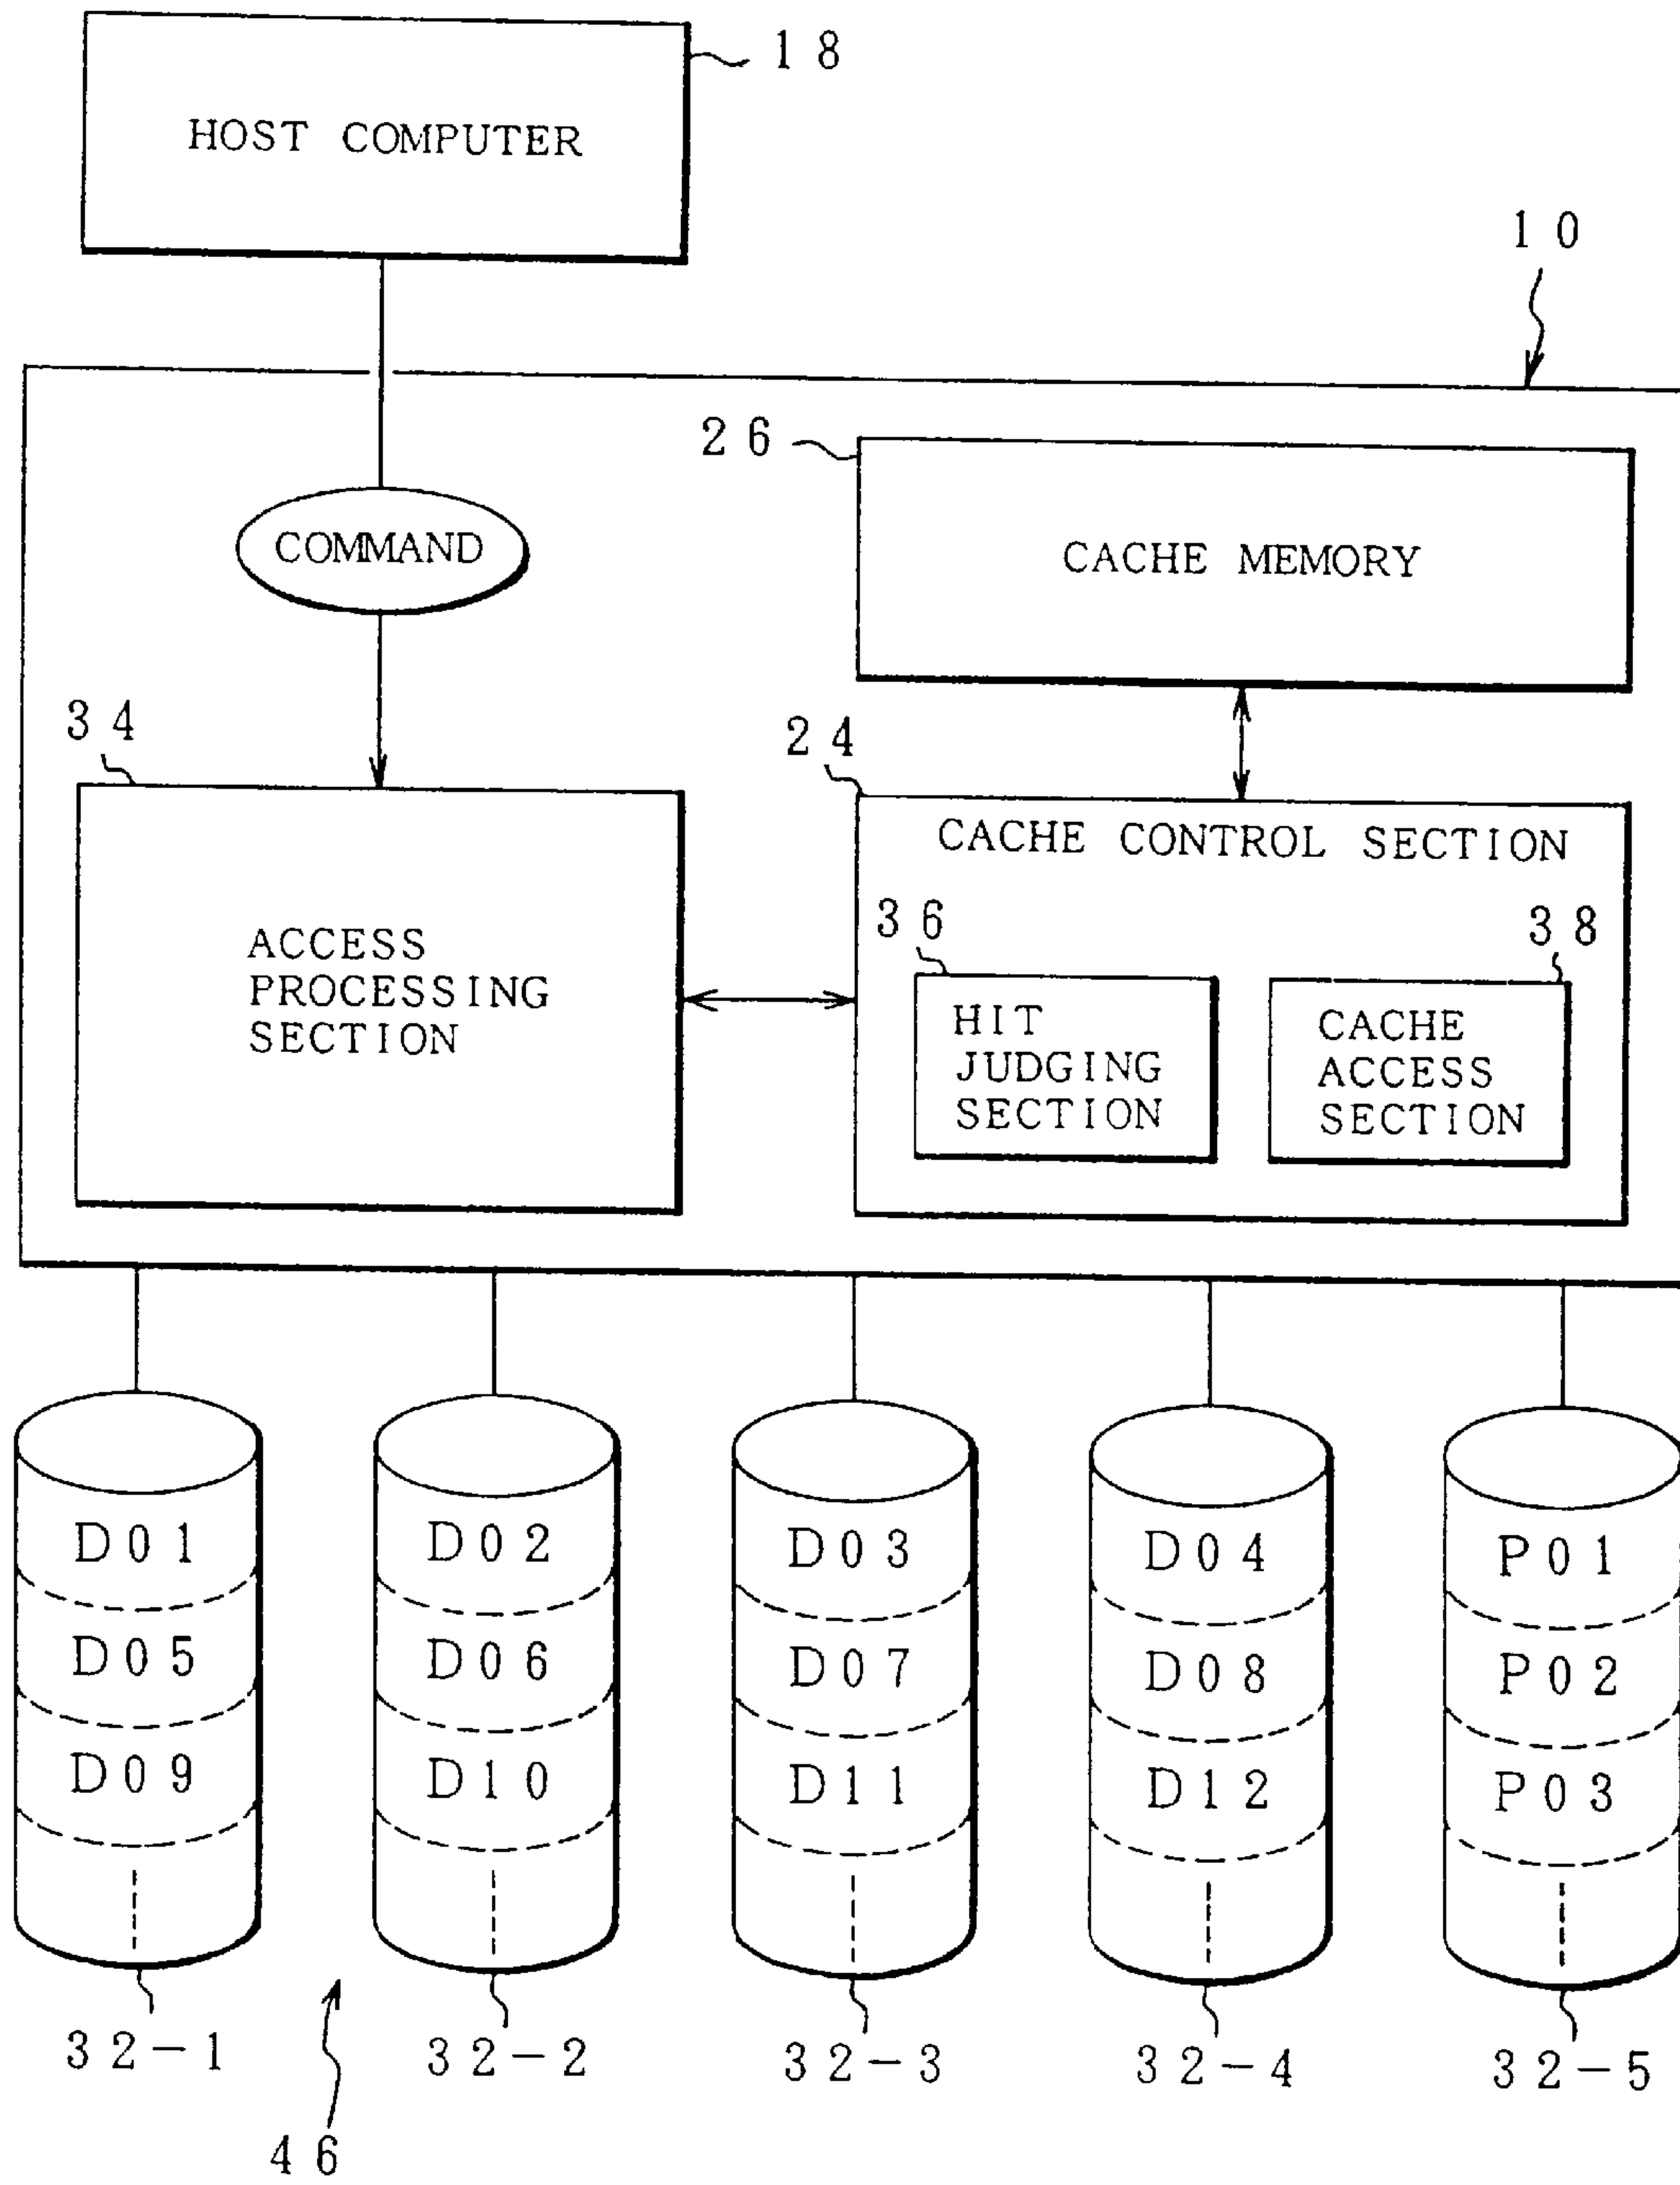 18
HOST COMPUTER
10
26
COMMAND
CACHE MEMORY
34
24
CACHE CONTROL SECTION
36
38
ACCESS
PROCESSING
SECTION
HIT
JUDGING
SECTION
CACHE
ACCESS
SECTION
D01
D02
D03
D04
P01
D05
D06
D07
D08
P02
D09
D10
D11
D12
P03
32-1
32-2
32-3
32-4
32-5
46